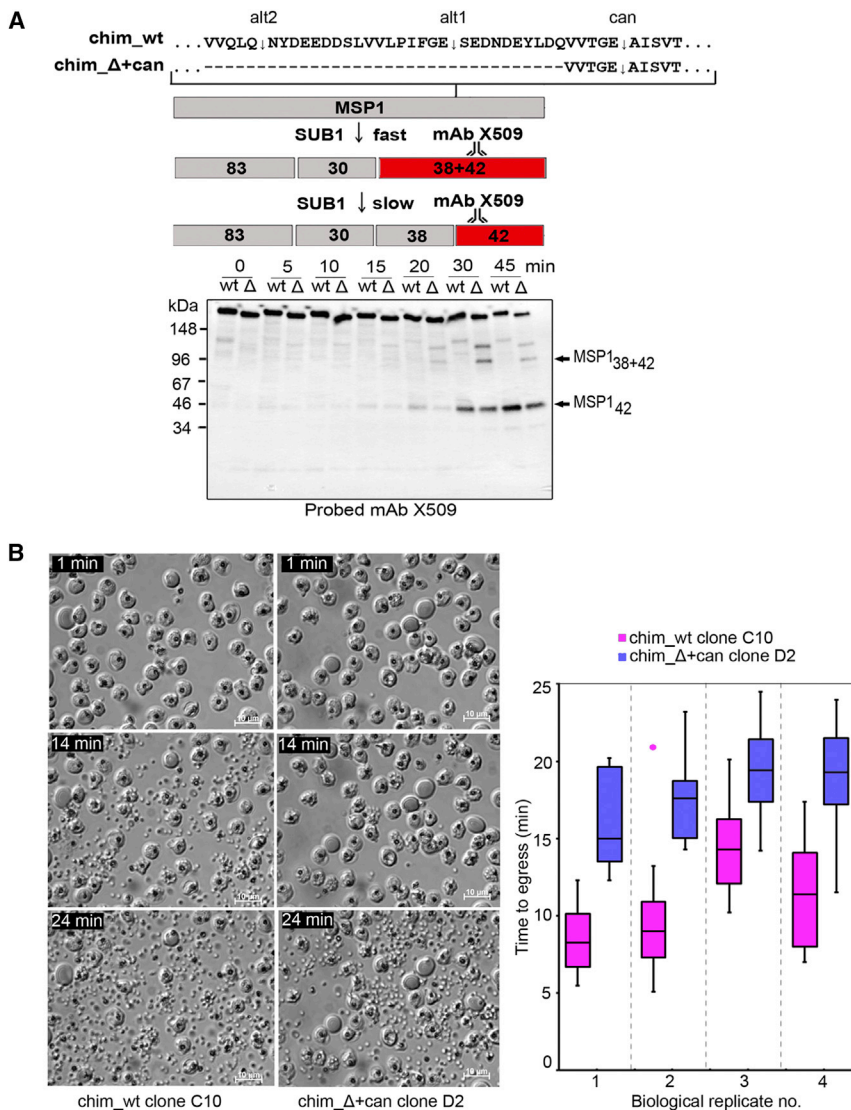 A
alt2 alt1 can
chim_wt ...VVQLQ↓NYDEEDDSLVVLPIFGE↓SEDNDEYLDQVVTGE↓AISVT...
chim_Δ+can ...------------------------------------VVTGE↓AISVT...
MSP1
SUB1 ↓ fast mAb X509
83 30 38+42
SUB1 ↓ slow mAb X509
83 30 38 42
0 5 10 15 20 30 45 min
wt Δ wt Δ wt Δ wt Δ wt Δ wt Δ wt Δ
kDa
148
96
67
46
34
MSP1 38+42
MSP1 42
Probed mAb X509
B
1 min 1 min
10 µm 10 µm
14 min 14 min
10 µm 10 µm
24 min 24 min
10 µm 10 µm
chim_wt clone C10 chim_Δ+can clone D2
chim_wt clone C10
chim_Δ+can clone D2
Time to egress (min)
25
20
15
10
5
0
1 2 3 4
Biological replicate no.